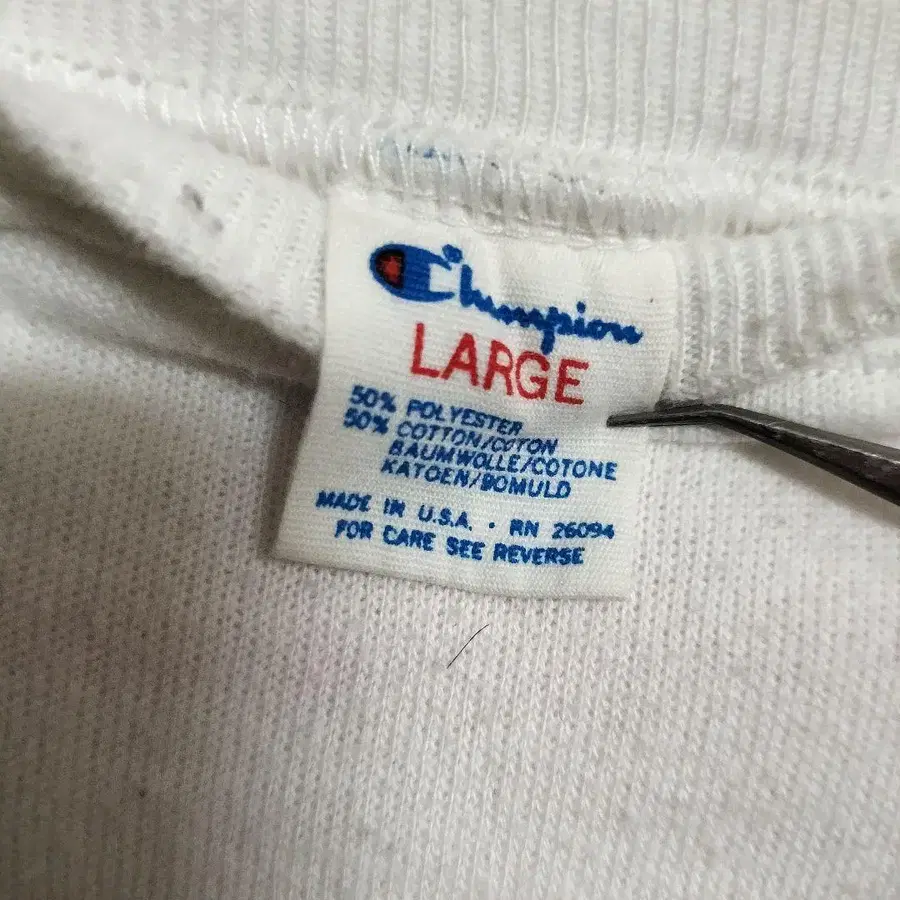 Champion
LARGE
50% POLYESTER
50% COTTON/COTON
BAUMWOLLE/COTONE
KATOEN/BOMULD
MADE IN U.S.A. · RN 26094
FOR CARE SEE REVERSE